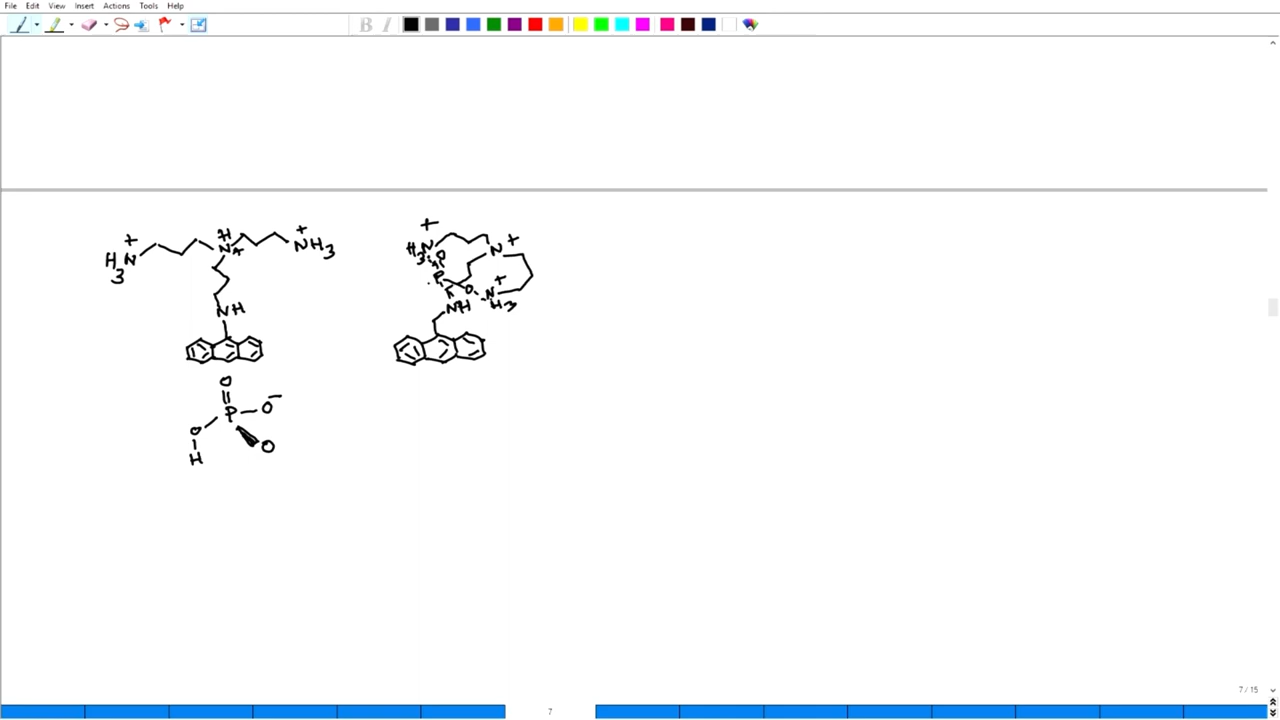 File Edit View Insert Actions Tools Help
B I
H3N+ NH+ NH3+
NH
O
P O-
O O
H
H3N+ N+
O
P O NH3+
NH
7 / 15
7